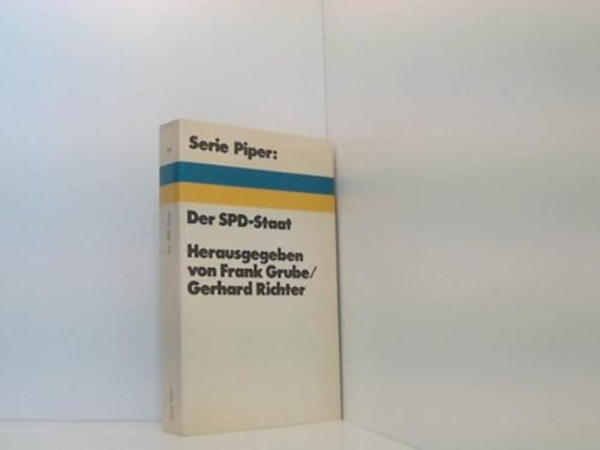 Serie Piper:
Der SPD-Staat
Herausgegeben
von Frank Grube/
Gerhard Richter